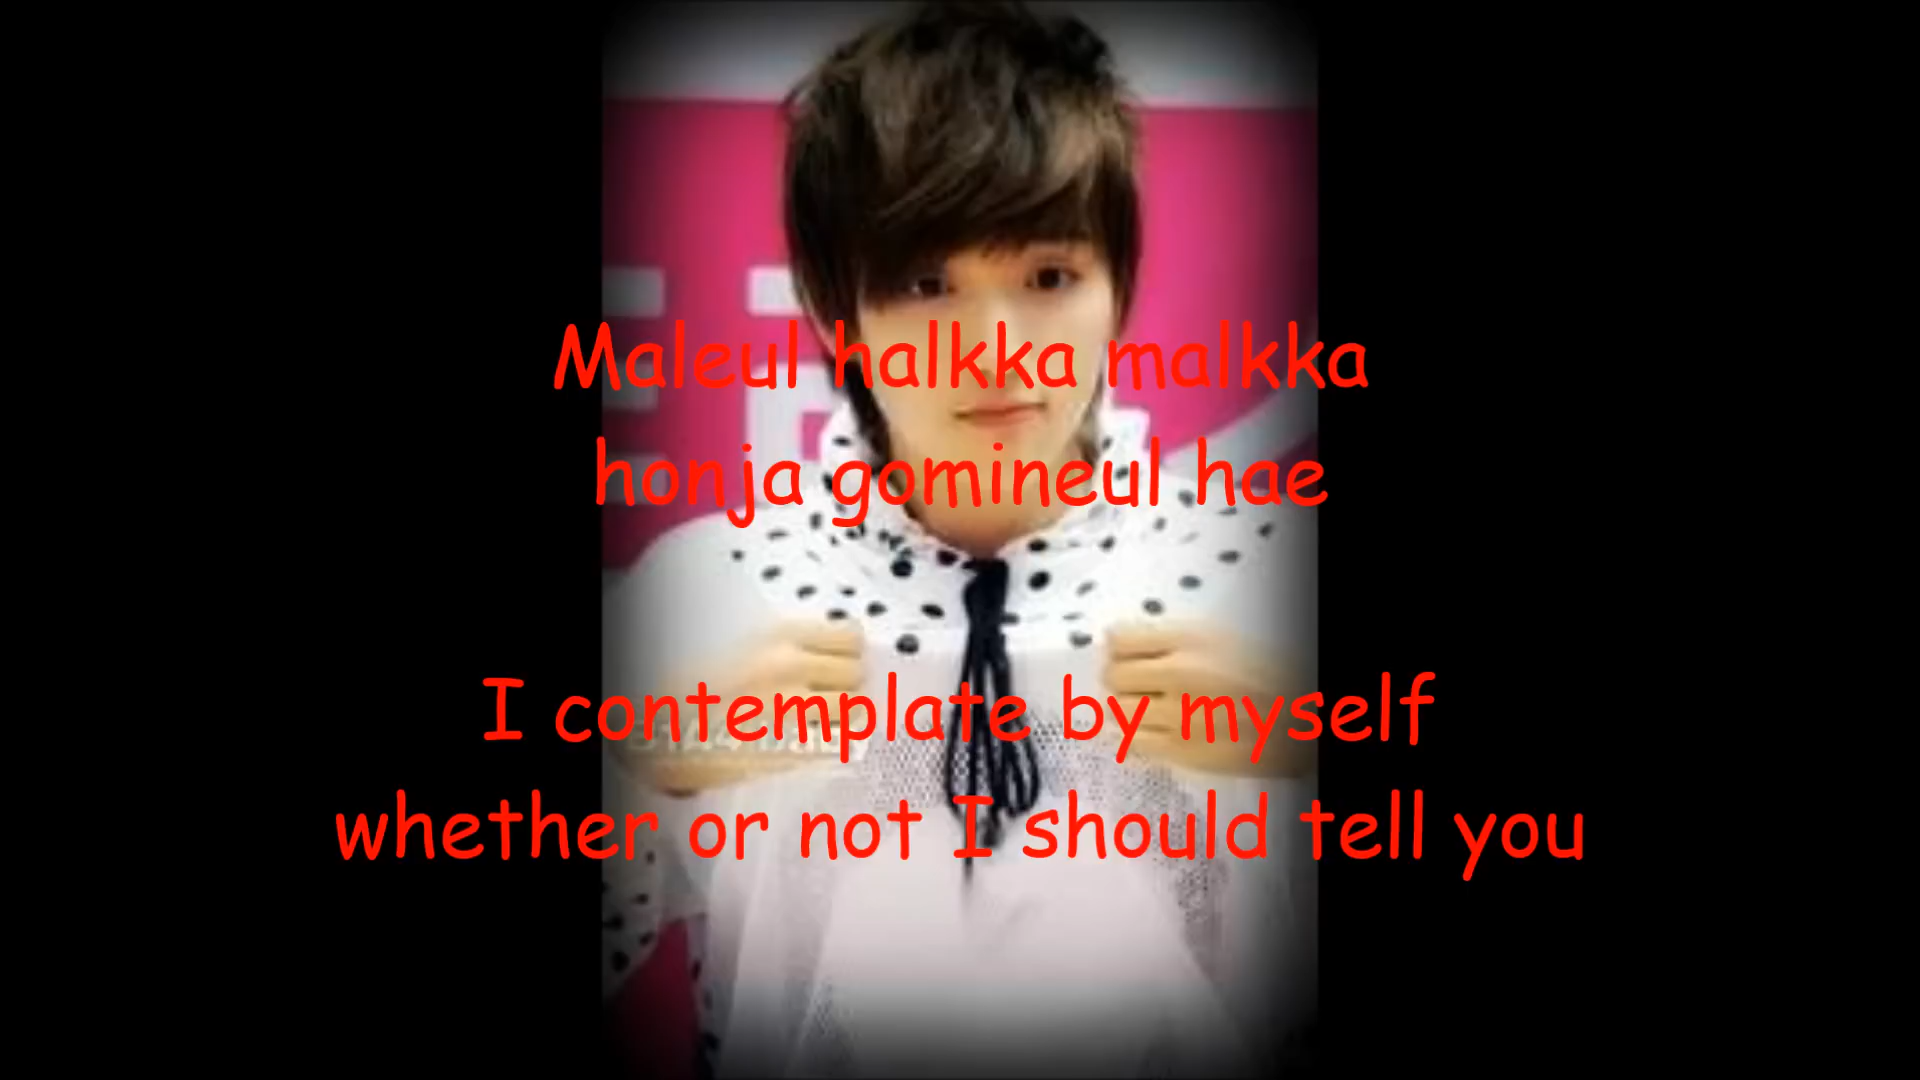 Maleul halkka malkka
honja gomineul hae
I contemplate by myself
whether or not I should tell you